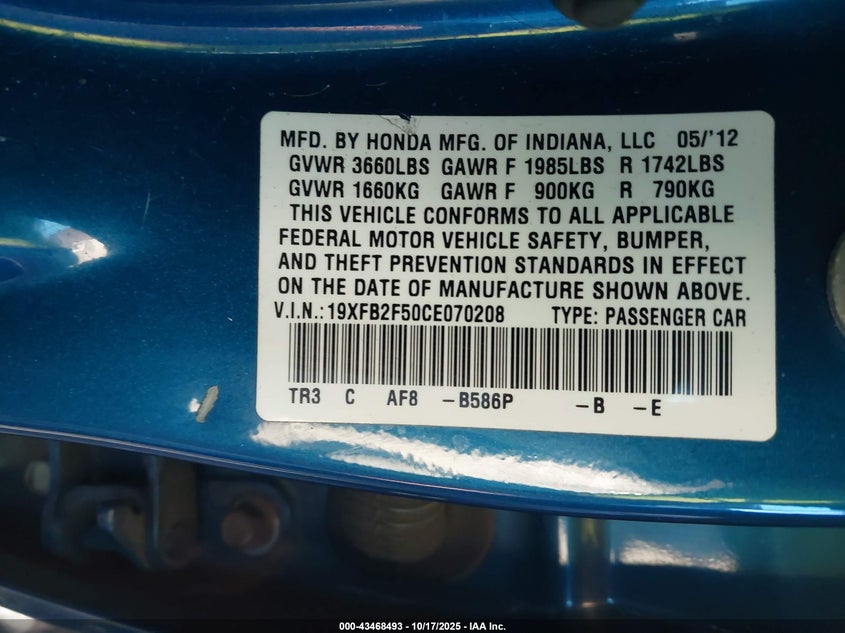 MFD. BY HONDA MFG. OF INDIANA, LLC 05/'12
GVWR 3660LBS GAWR F 1985LBS R 1742LBS
GVWR 1660KG GAWR F 900KG R 790KG
THIS VEHICLE CONFORMS TO ALL APPLICABLE
FEDERAL MOTOR VEHICLE SAFETY, BUMPER,
AND THEFT PREVENTION STANDARDS IN EFFECT
ON THE DATE OF MANUFACTURE SHOWN ABOVE.
V.I.N.: 19XFB2F50CE070208 TYPE: PASSENGER CAR
TR3 C AF8 -B586P -B -E
000-43468493 - 10/17/2025 - IAA Inc.